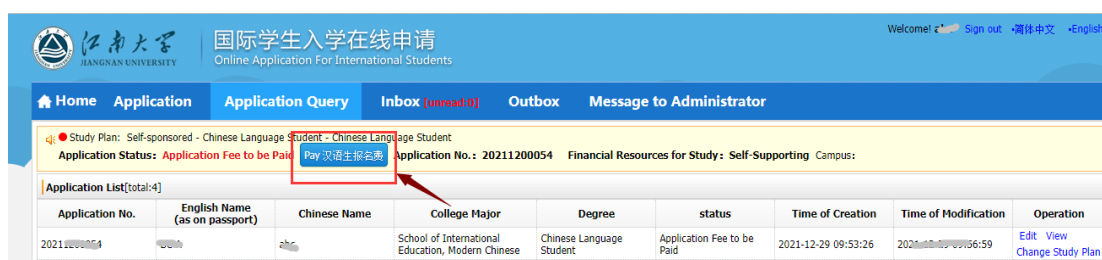 Welcome! Sign out ·简体中文 ·English
江南大学
JIANGNAN UNIVERSITY
国际学生入学在线申请
Online Application For International Students
Home Application Application Query Inbox [unread:0] Outbox Message to Administrator
Study Plan: Self-sponsored - Chinese Language Student - Chinese Language Student
Application Status: Application Fee to be Paid Pay 汉语生报名费 Application No.: 20211200054 Financial Resources for Study: Self-Supporting Campus:
Application List[total:4]
Application No. English Name (as on passport) Chinese Name College Major Degree status Time of Creation Time of Modification Operation
School of International Education, Modern Chinese
Chinese Language Student
Application Fee to be Paid
2021-12-29 09:53:26
Edit View
Change Study Plan